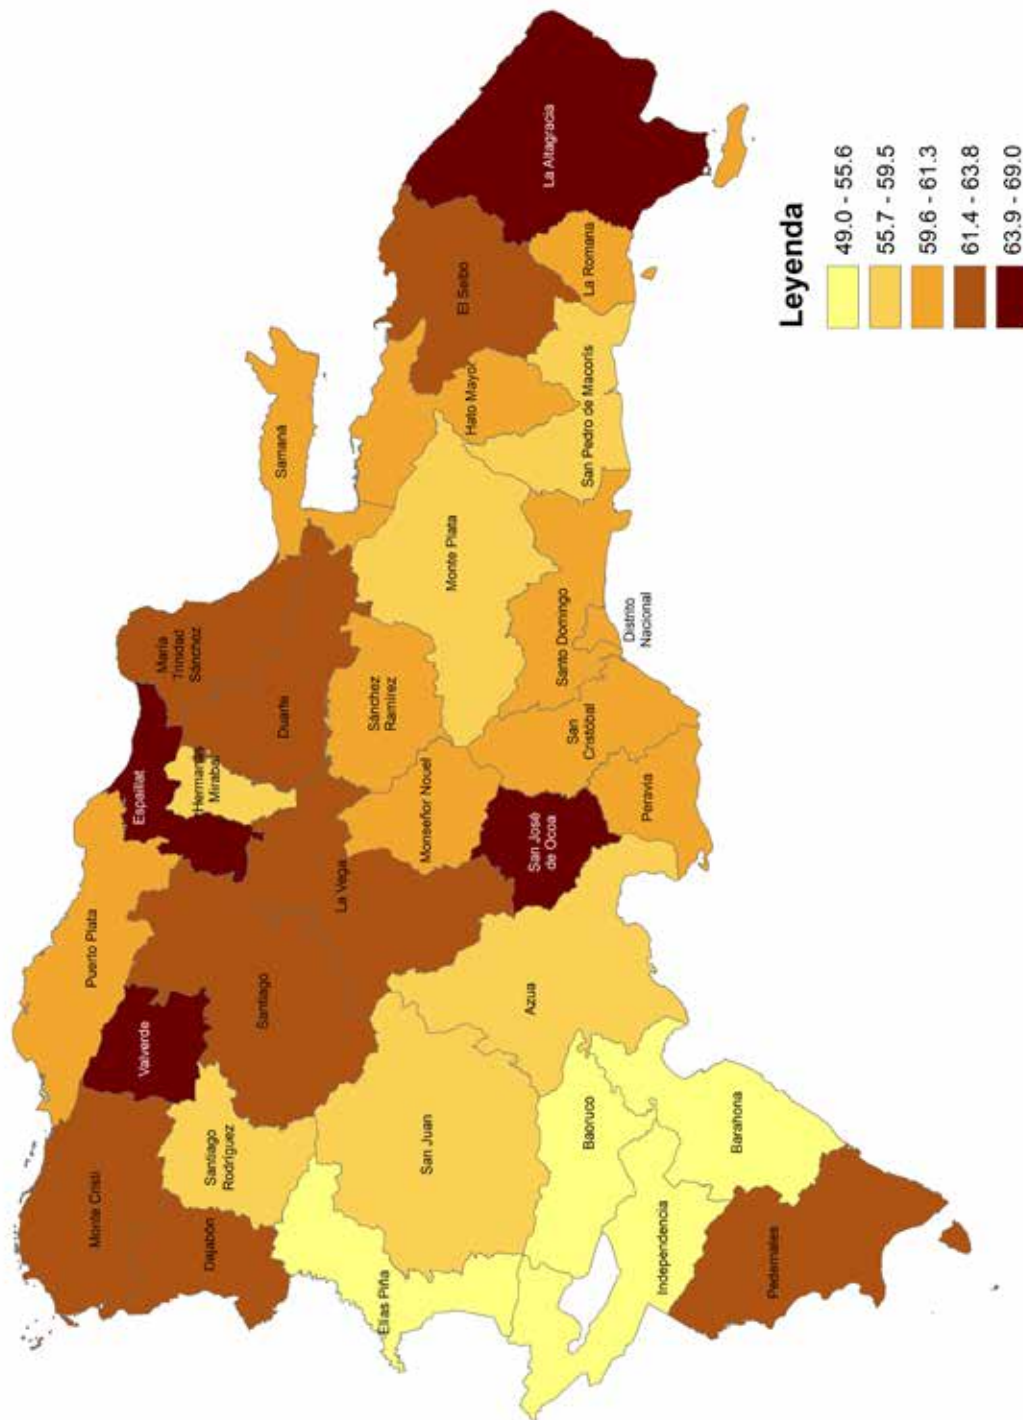 Monte Cristi
Puerto Plata
Valverde
Espaillat
María
Trinidad
Sánchez
Dajabón
Santiago
Rodríguez
Hermanas
Mirabal
Santiago
Duarte
Samaná
La Vega
Elías Piña
San Juan
Sánchez
Ramírez
Monseñor Nouel
Monte Plata
Hato Mayor
El Seibo
La Altagracia
Azua
San José
de Ocoa
San
Cristóbal
Santo Domingo
San Pedro de Macorís
La Romana
Baoruco
Peravia
Distrito
Nacional
Independencia
Barahona
Pedernales
Leyenda
49.0 - 55.6
55.7 - 59.5
59.6 - 61.3
61.4 - 63.8
63.9 - 69.0